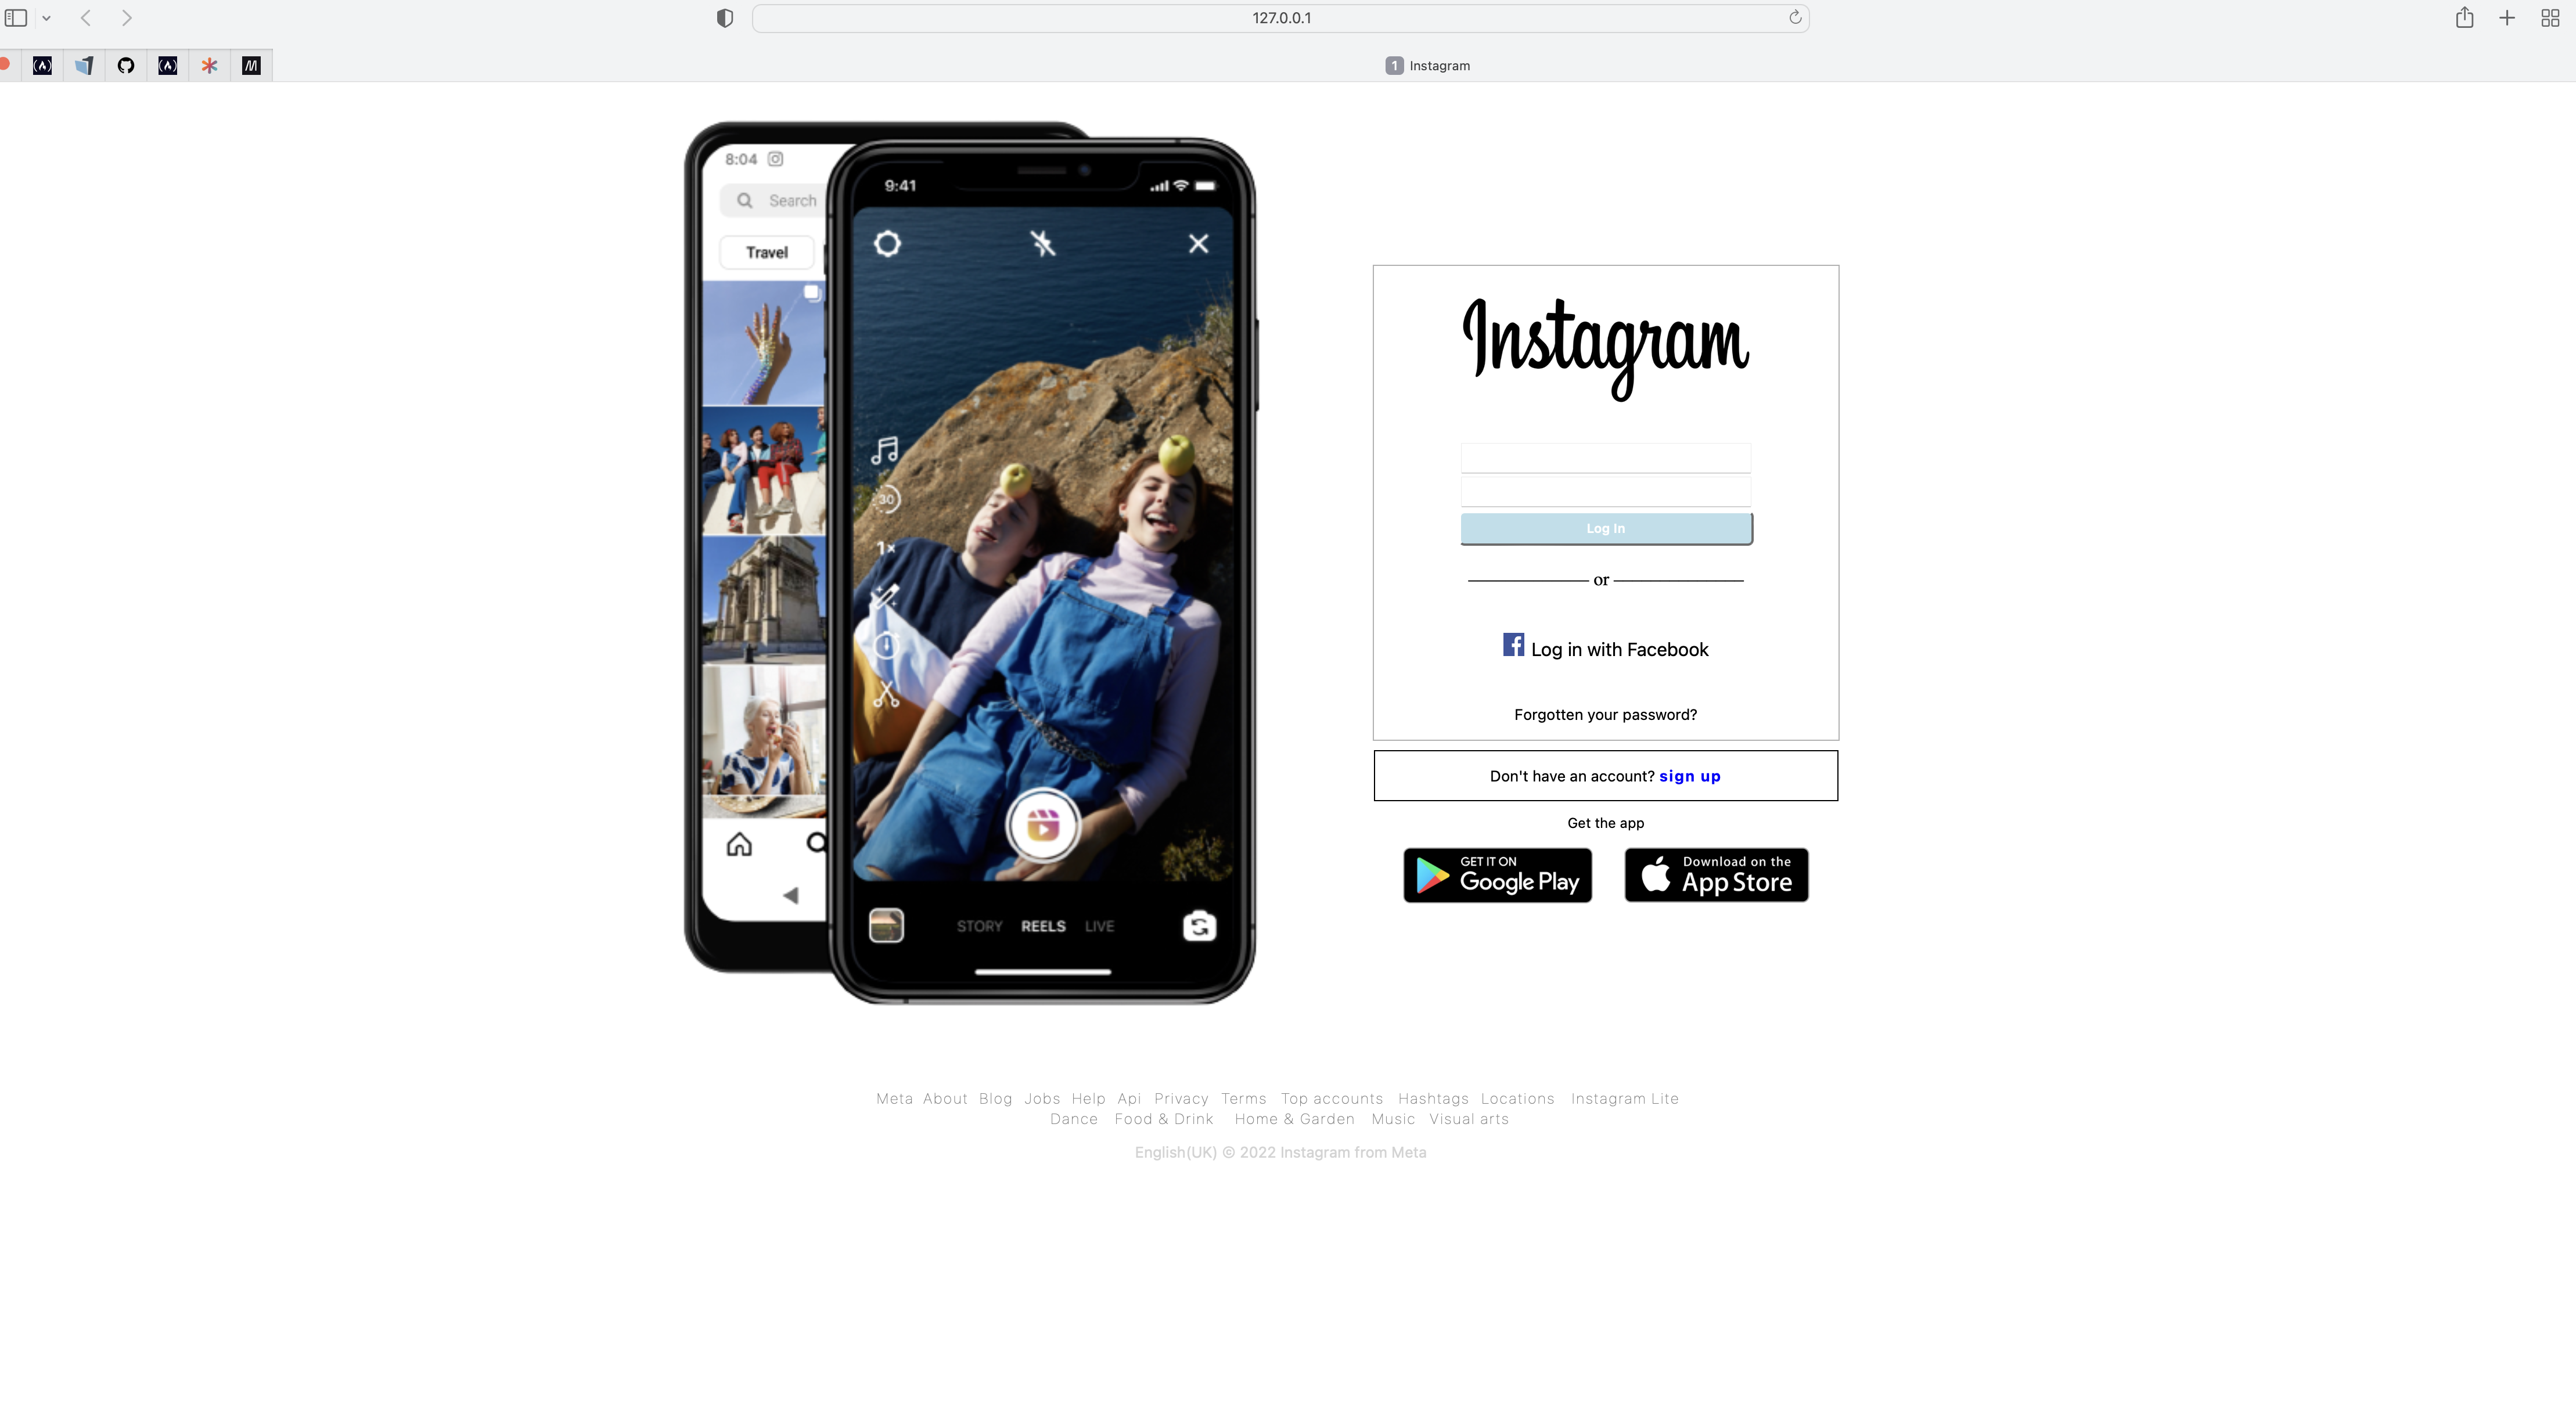 127.0.0.1
1 Instagram
8:04
Search
Travel
9:41
30
1×
STORY REELS LIVE
Instagram
Log In
or
Log in with Facebook
Forgotten your password?
Don't have an account? sign up
Get the app
GET IT ON
Google Play
Download on the
App Store
Meta About Blog Jobs Help Api Privacy Terms Top accounts Hashtags Locations Instagram Lite
Dance Food & Drink Home & Garden Music Visual arts
English(UK) © 2022 Instagram from Meta